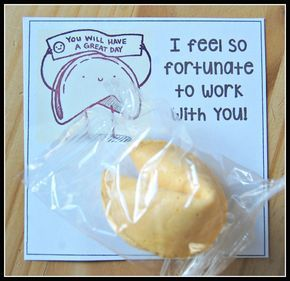 YOU WILL HAVE
A GREAT DAY
I feel so
fortunate
to work
with you!